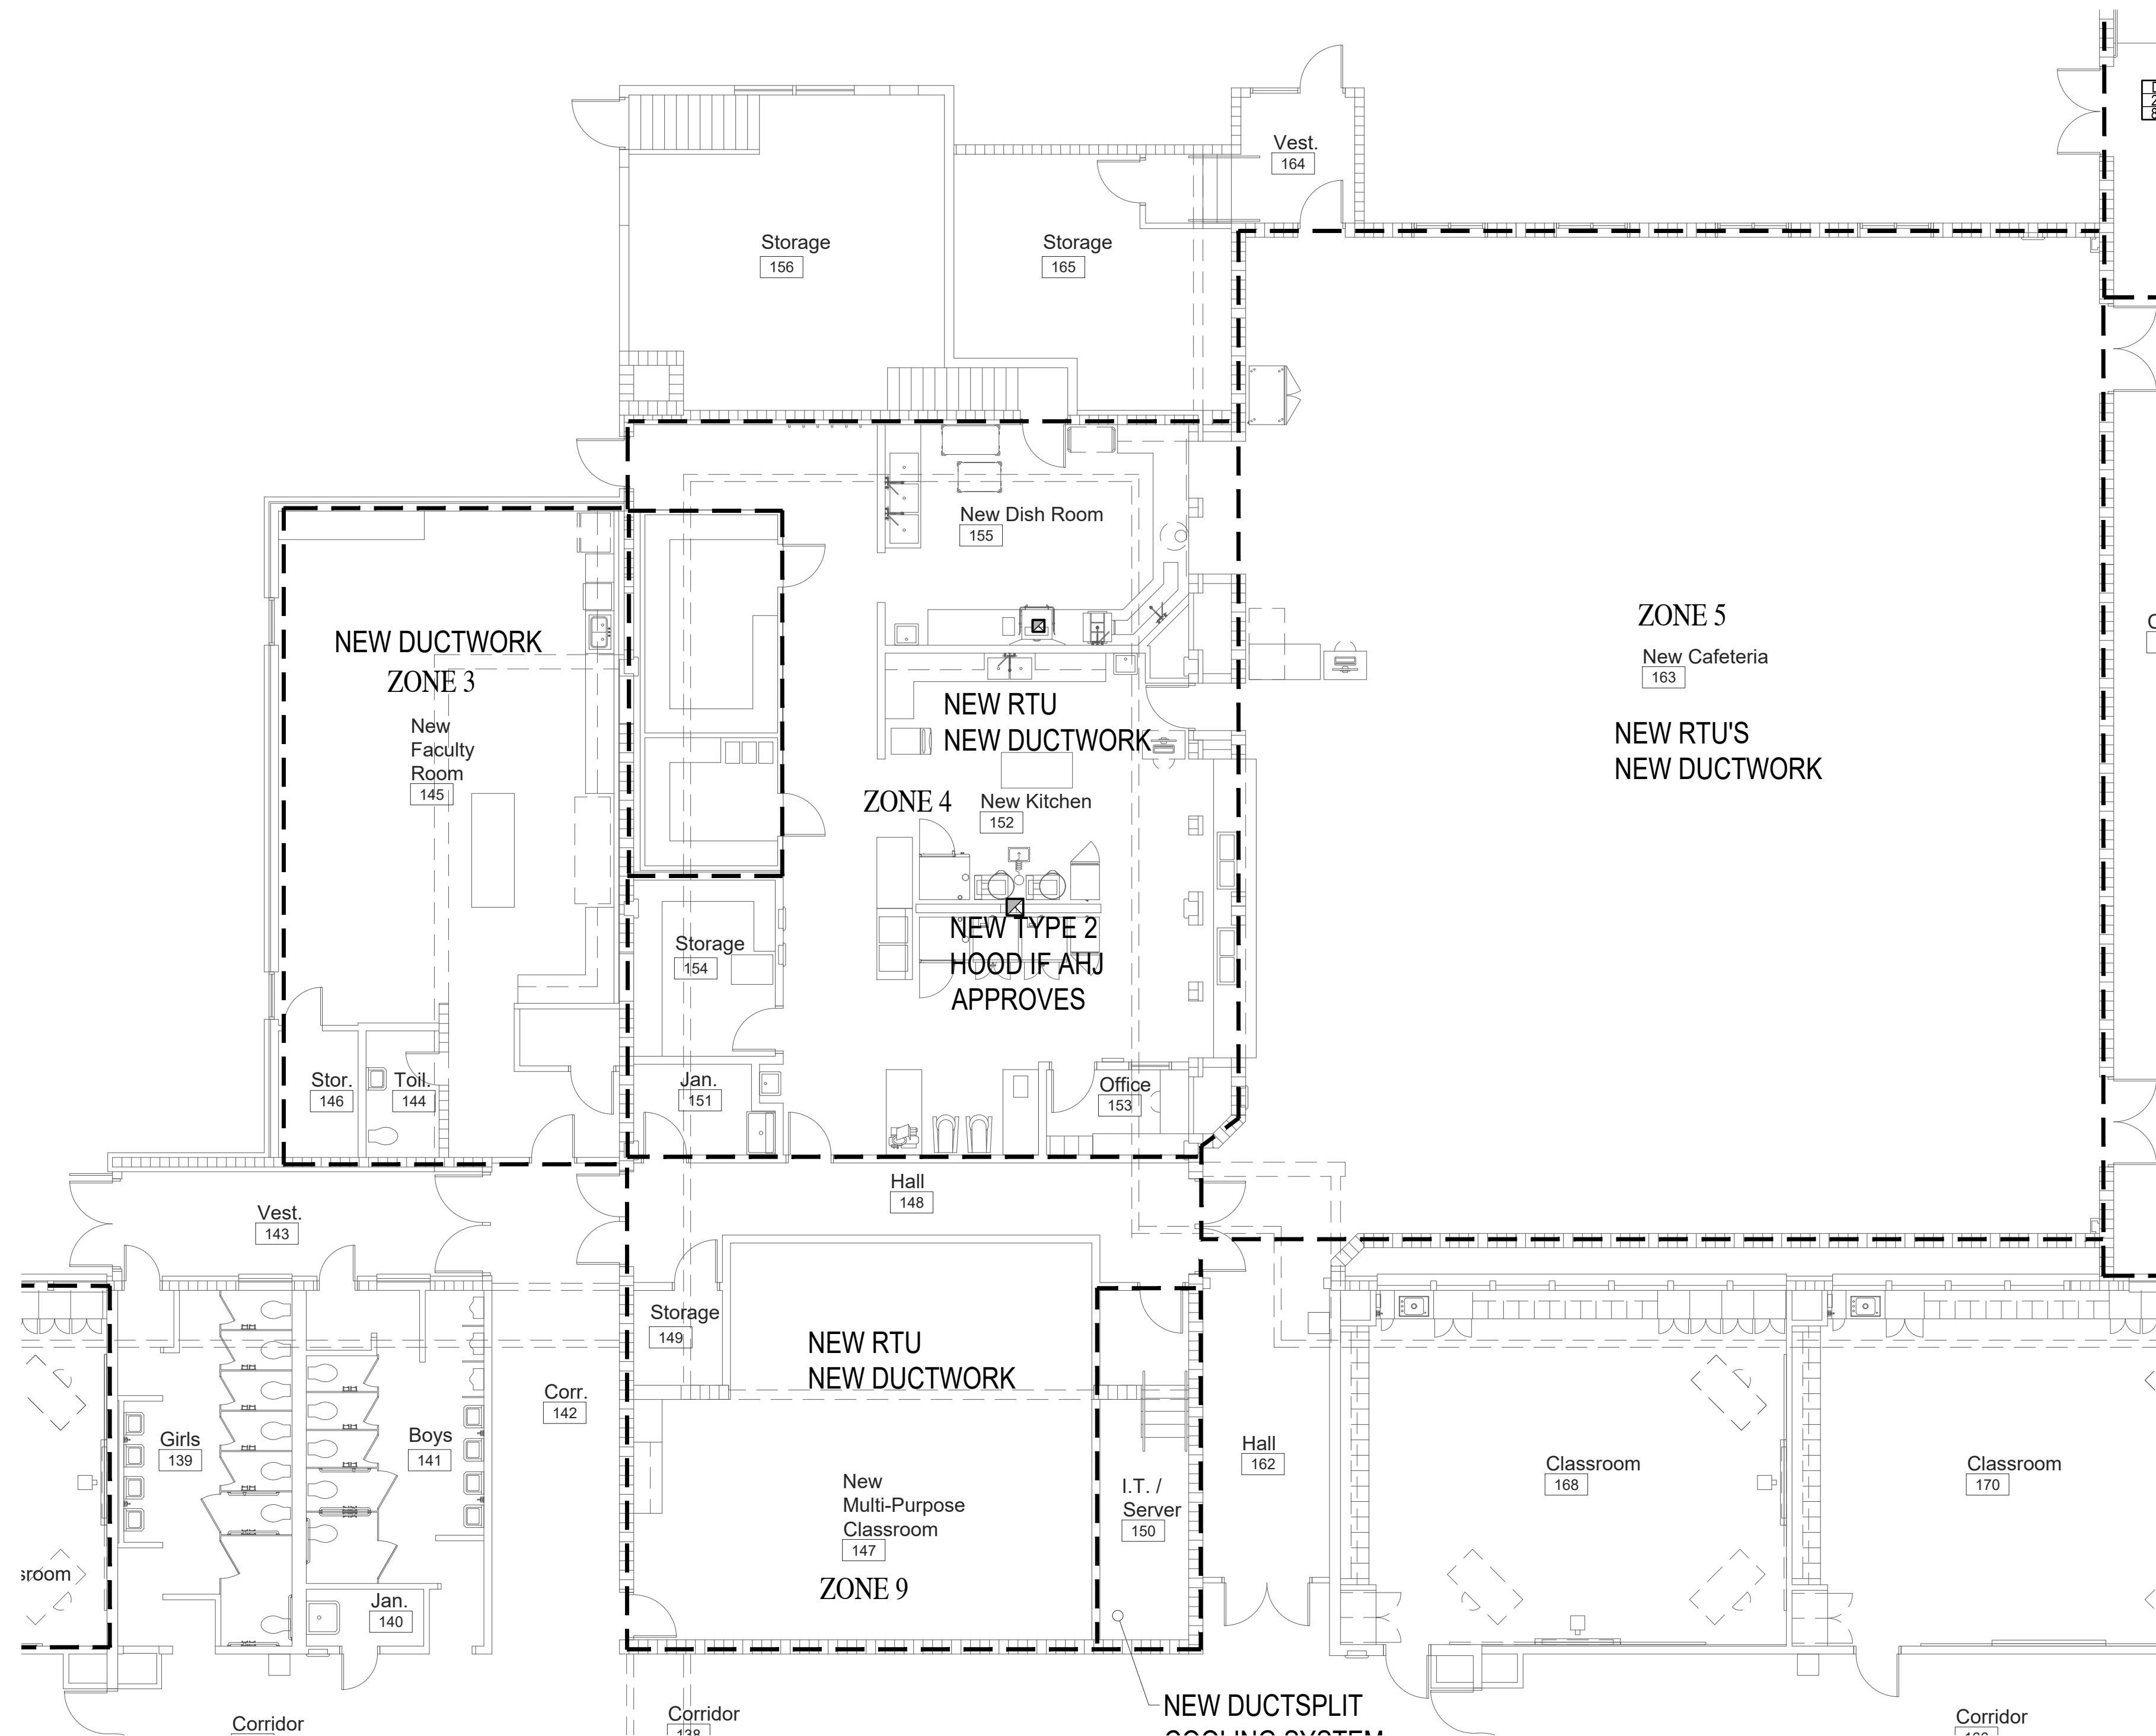 Vest.
164
Storage
156
Storage
165
New Dish Room
155
NEW DUCTWORK
ZONE 3
New
Faculty
Room
145
NEW RTU
NEW DUCTWORK
ZONE 4
New Kitchen
152
ZONE 5
New Cafeteria
163
NEW RTU'S
NEW DUCTWORK
NEW TYPE 2
HOOD IF AHJ
APPROVES
Storage
154
Stor.
146
Toil.
144
Jan.
151
Office
153
Hall
148
Vest.
143
Storage
149
NEW RTU
NEW DUCTWORK
Corr.
142
Girls
139
Boys
141
Hall
162
Classroom
168
Classroom
170
New
Multi-Purpose
Classroom
147
I.T. /
Server
150
ZONE 9
Jan.
140
NEW DUCTSPLIT
COOLING SYSTEM
Corridor
Corridor
138
Corridor